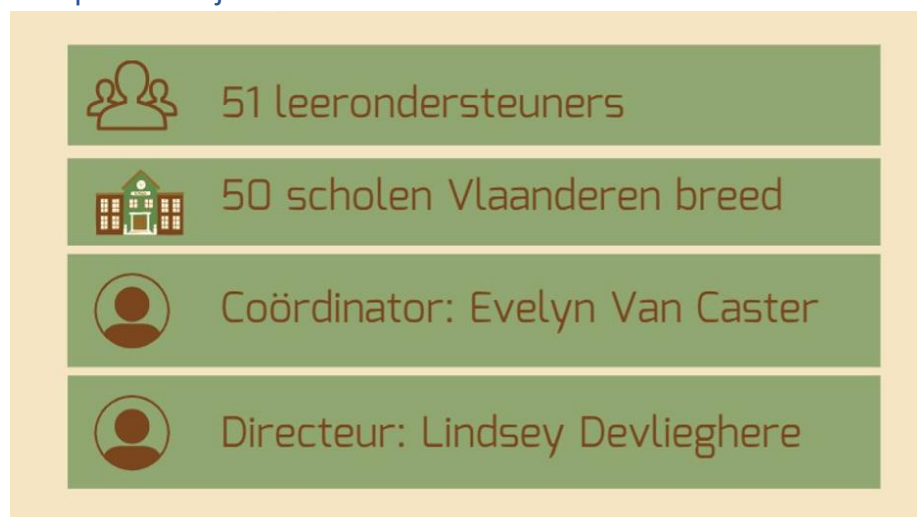 51 leerondersteuners
50 scholen Vlaanderen breed
Coördinator: Evelyn Van Caster
Directeur: Lindsey Devlieghere